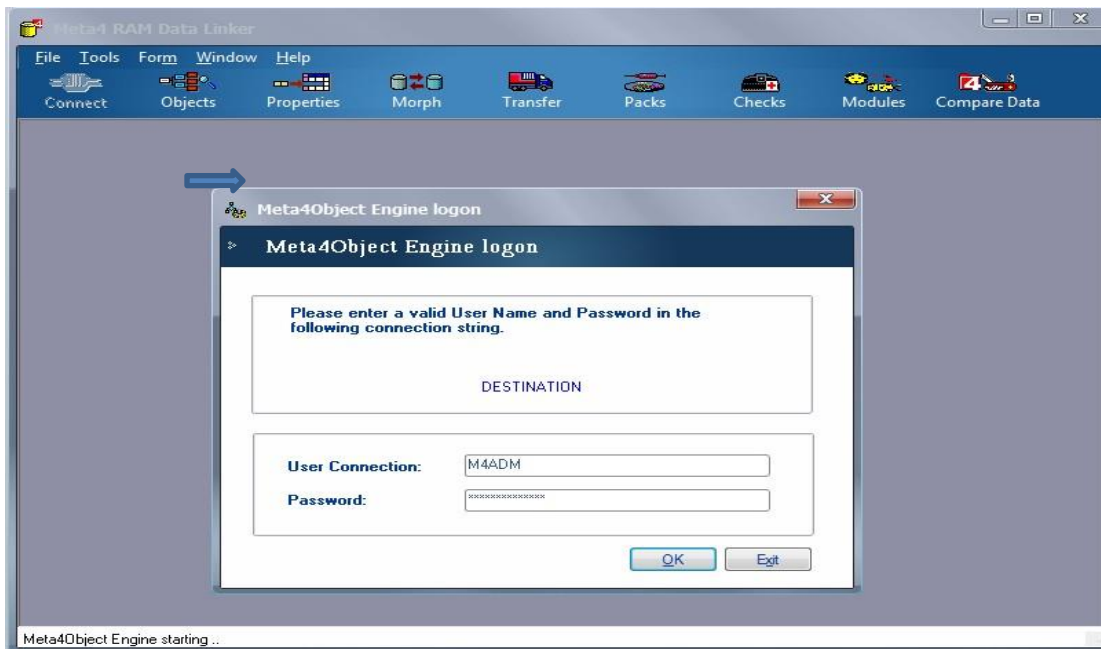 Meta4 RAM Data Linker
File Tools Form Window Help
Connect Objects Properties Morph Transfer Packs Checks Modules Compare Data
Meta4Object Engine logon
Meta4Object Engine logon
Please enter a valid User Name and Password in the
following connection string.
DESTINATION
User Connection: M4ADM
Password: **************
OK Exit
Meta4Object Engine starting ..